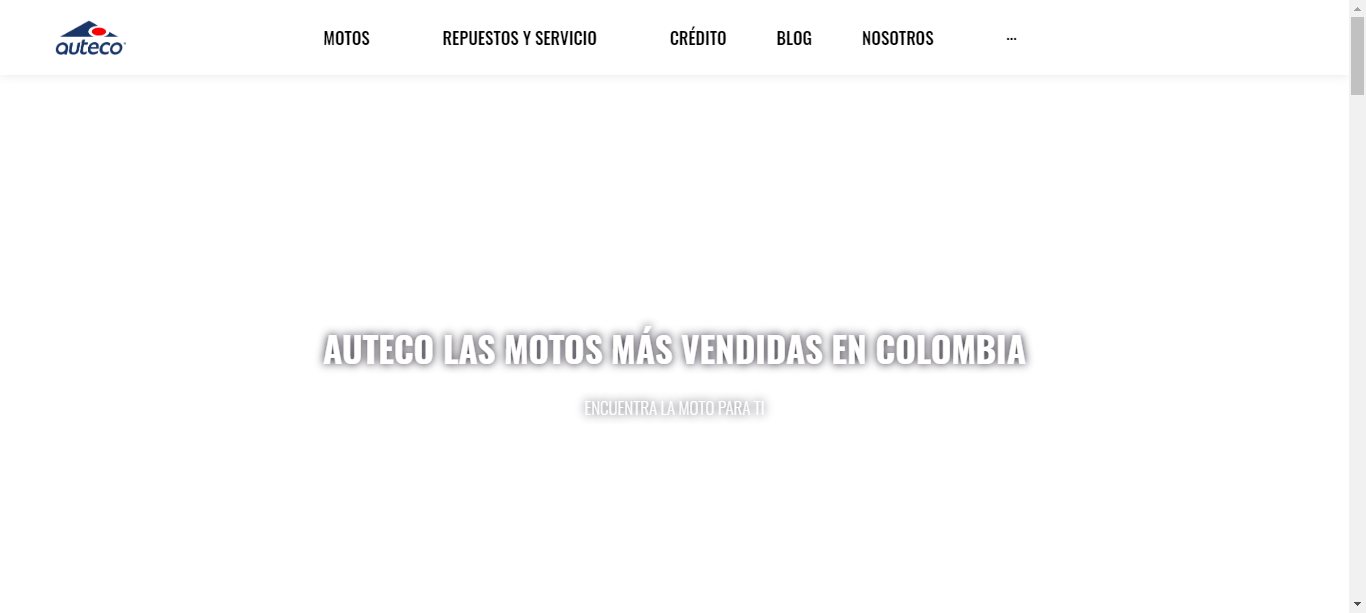 auteco
MOTOS REPUESTOS Y SERVICIO CRÉDITO BLOG NOSOTROS ...
AUTECO LAS MOTOS MÁS VENDIDAS EN COLOMBIA
ENCUENTRA LA MOTO PARA TI